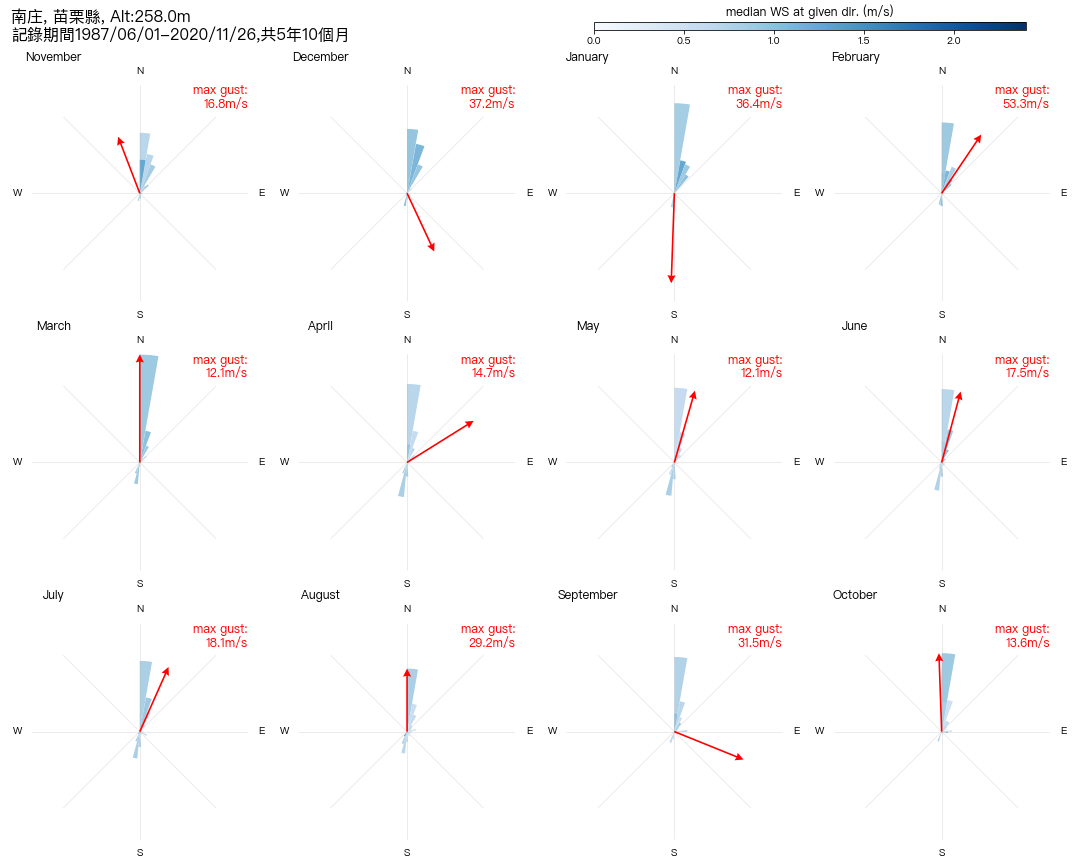 南庄, 苗栗縣, Alt:258.0m
記錄期間1987/06/01−2020/11/26,共5年10個月
median WS at given dir. (m/s)
0.0 0.5 1.0 1.5 2.0
November
N
max gust:
16.8m/s
W
E
S
December
N
max gust:
37.2m/s
W
E
S
January
N
max gust:
36.4m/s
W
E
S
February
N
max gust:
53.3m/s
W
E
S
March
N
max gust:
12.1m/s
W
E
S
April
N
max gust:
14.7m/s
W
E
S
May
N
max gust:
12.1m/s
W
E
S
June
N
max gust:
17.5m/s
W
E
S
July
N
max gust:
18.1m/s
W
E
S
August
N
max gust:
29.2m/s
W
E
S
September
N
max gust:
31.5m/s
W
E
S
October
N
max gust:
13.6m/s
W
E
S